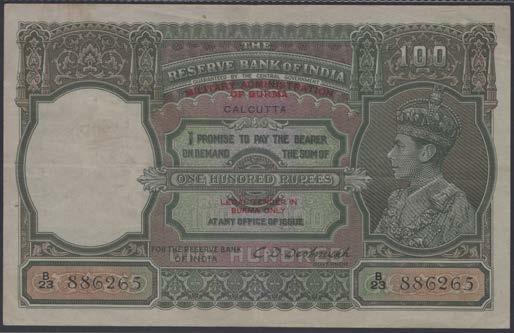 THE
100
RESERVE BANK OF INDIA
GUARANTEED BY THE CENTRAL GOVERNMENT
MILITARY ADMINISTRATION
OF BURMA
CALCUTTA
I PROMISE TO PAY THE BEARER
ON DEMAND THE SUM OF
ONE HUNDRED RUPEES
LEGAL TENDER IN
BURMA ONLY
AT ANY OFFICE OF ISSUE
FOR THE RESERVE BANK
OF INDIA
C. D. Deshmukh
GOVERNOR
B/23 886265
B/23 886265